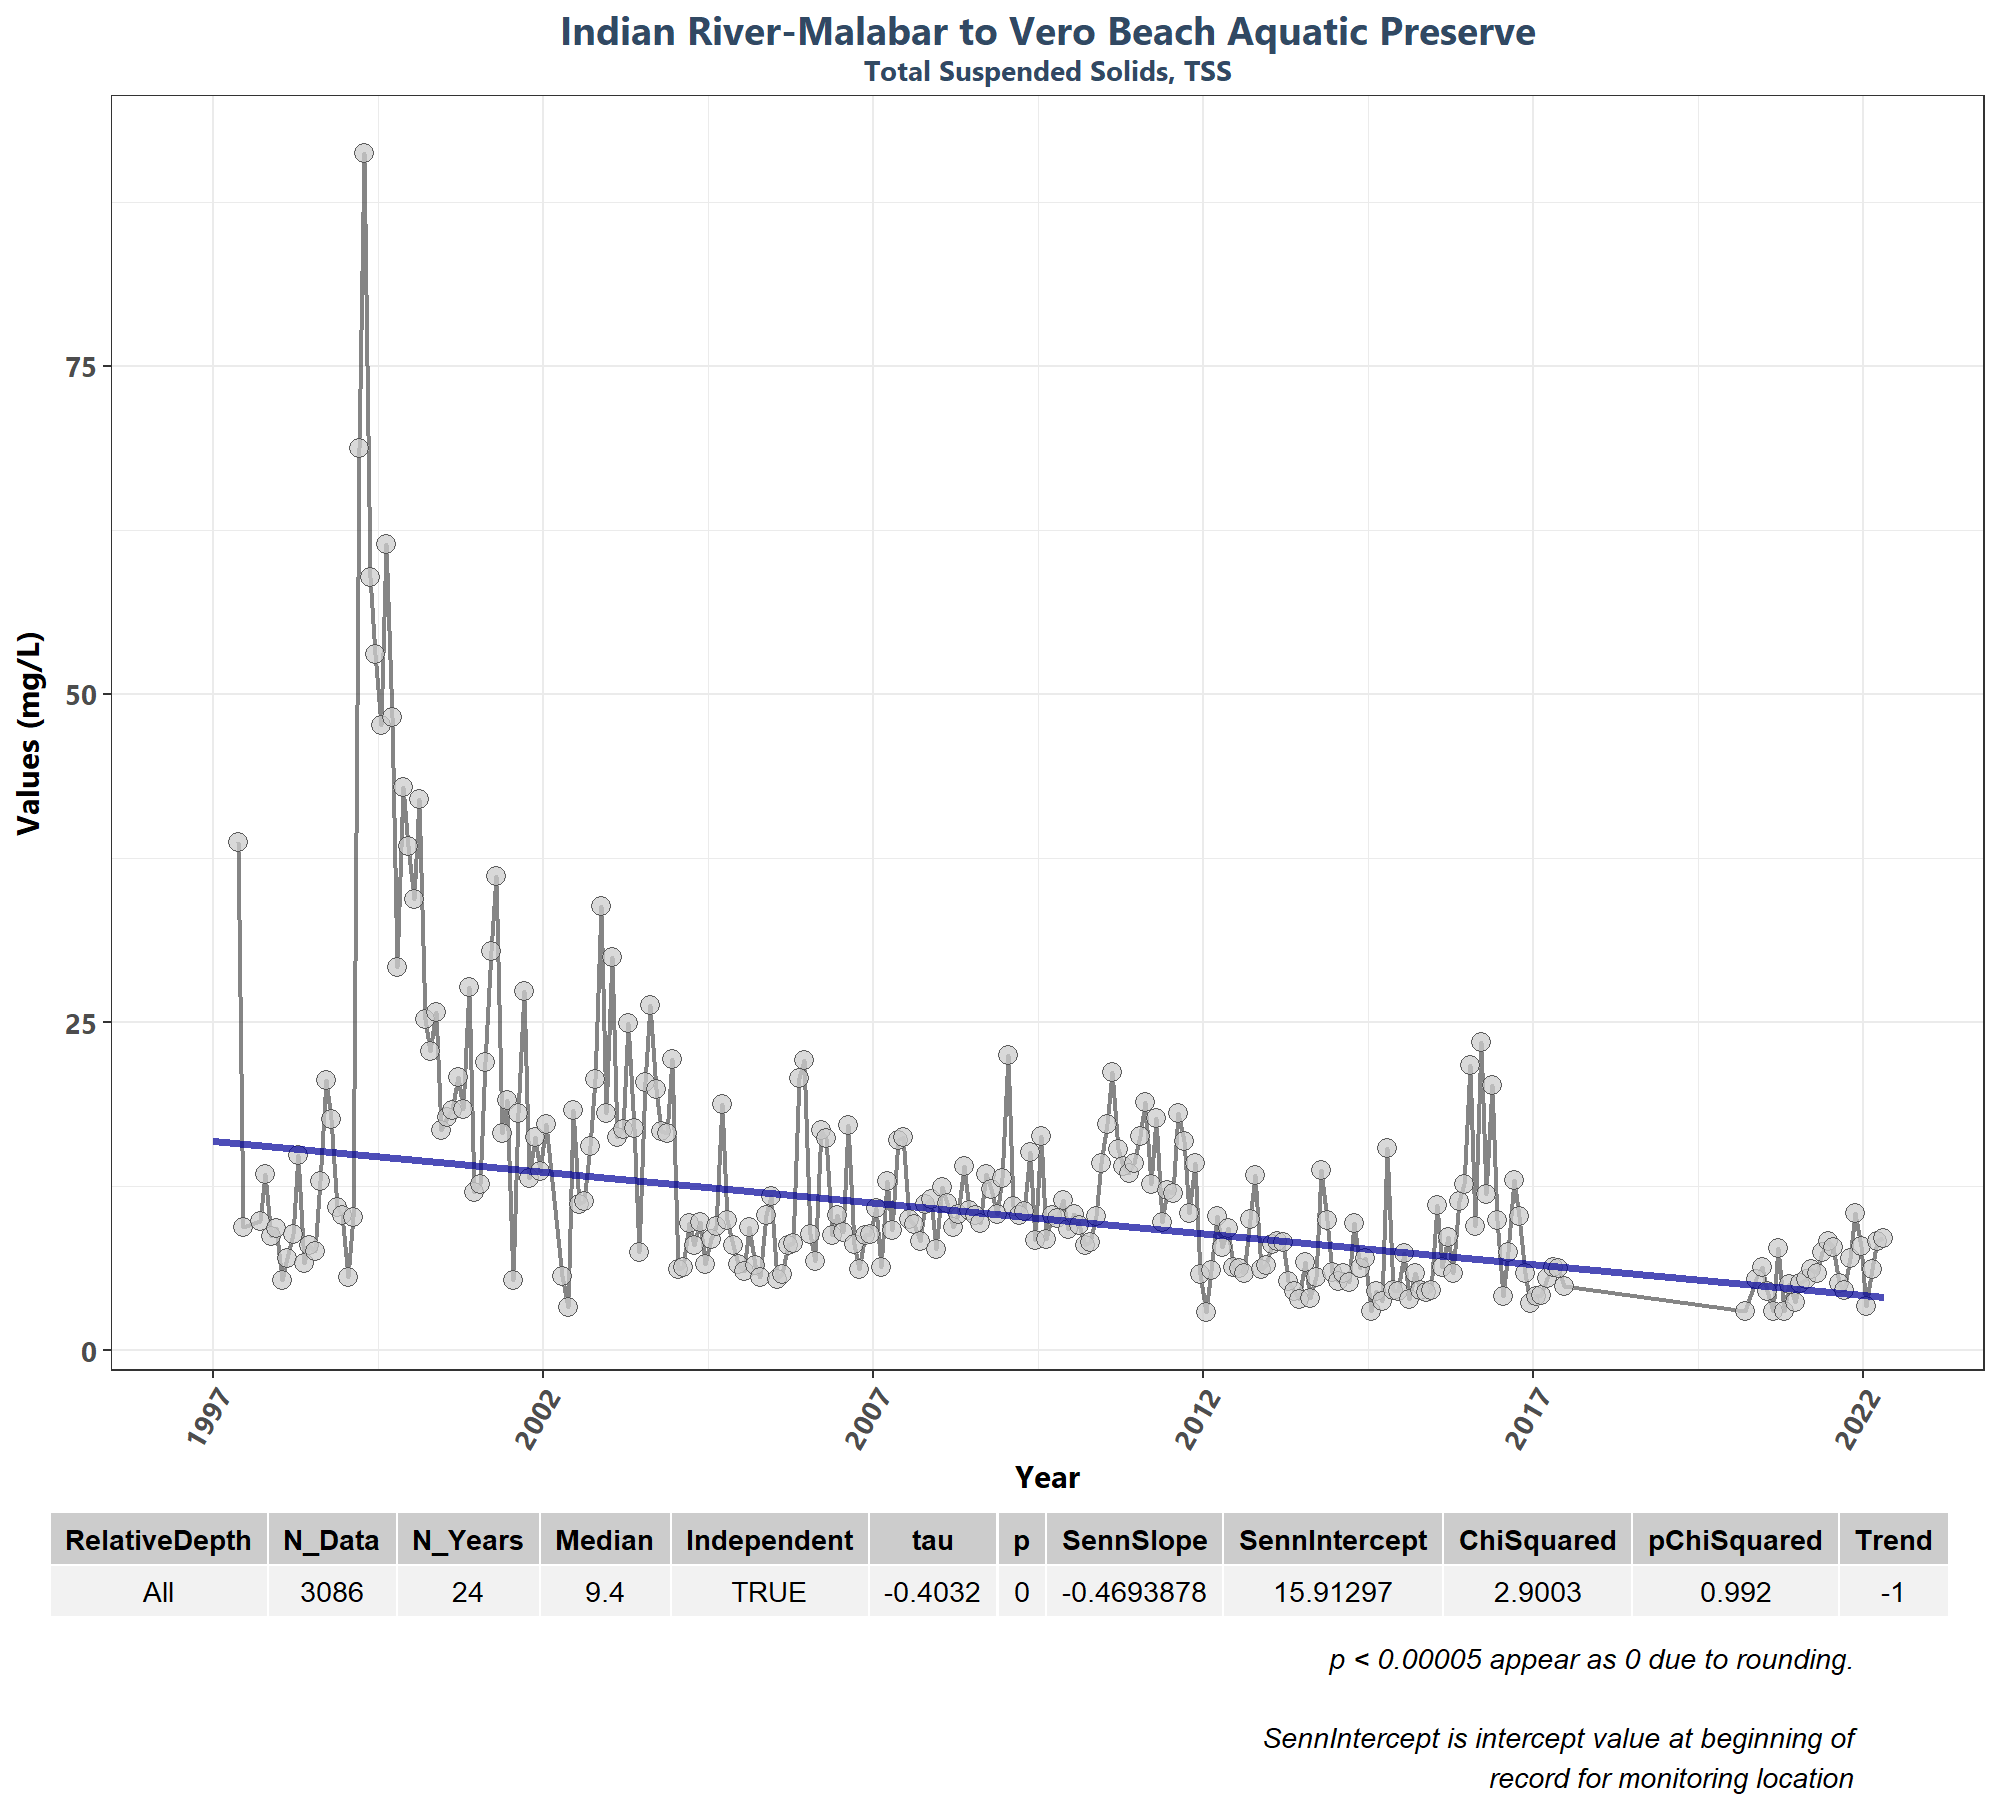 Indian River-Malabar to Vero Beach Aquatic Preserve
Total Suspended Solids, TSS
Values (mg/L)
75
50
25
0
1997
2002
2007
2012
2017
2022
Year
RelativeDepth N_Data N_Years Median Independent tau p SennSlope SennIntercept ChiSquared pChiSquared Trend
All 3086 24 9.4 TRUE -0.4032 0 -0.4693878 15.91297 2.9003 0.992 -1
p < 0.00005 appear as 0 due to rounding.
SennIntercept is intercept value at beginning of
record for monitoring location